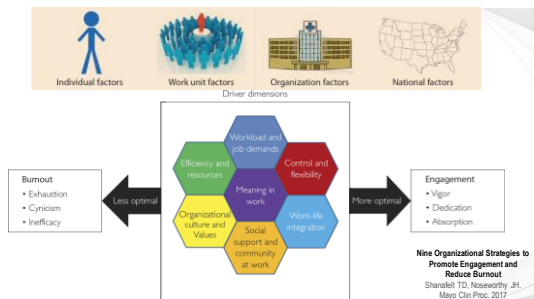 Individual factors
Work unit factors
Organization factors
National factors
Driver dimensions
Workload and
job demands
Efficiency and
resources
Control and
flexibility
Meaning in
work
Organizational
culture and
Values
Work-life
integration
Social
support and
community
at work
Burnout
• Exhaustion
• Cynicism
• Inefficacy
Less optimal
More optimal
Engagement
• Vigor
• Dedication
• Absorption
Nine Organizational Strategies to
Promote Engagement and
Reduce Burnout
Shanafelt TD, Noseworthy JH.
Mayo Clin Proc. 2017